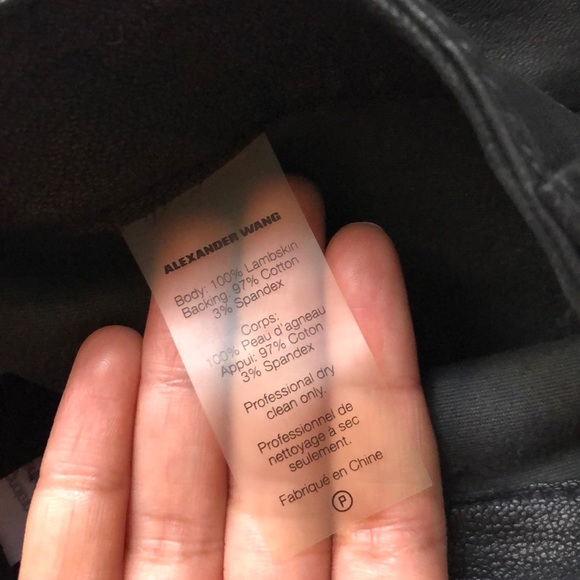 ALEXANDER WANG
Body: 100% Lambskin
Backing: 97% Cotton
3% Spandex
Corps:
100% Peau d'agneau
Appui: 97% Coton
3% Spandex
Professional dry
clean only.
Professionnel de
nettoyage à sec
seulement.
Fabriqué en Chine
P